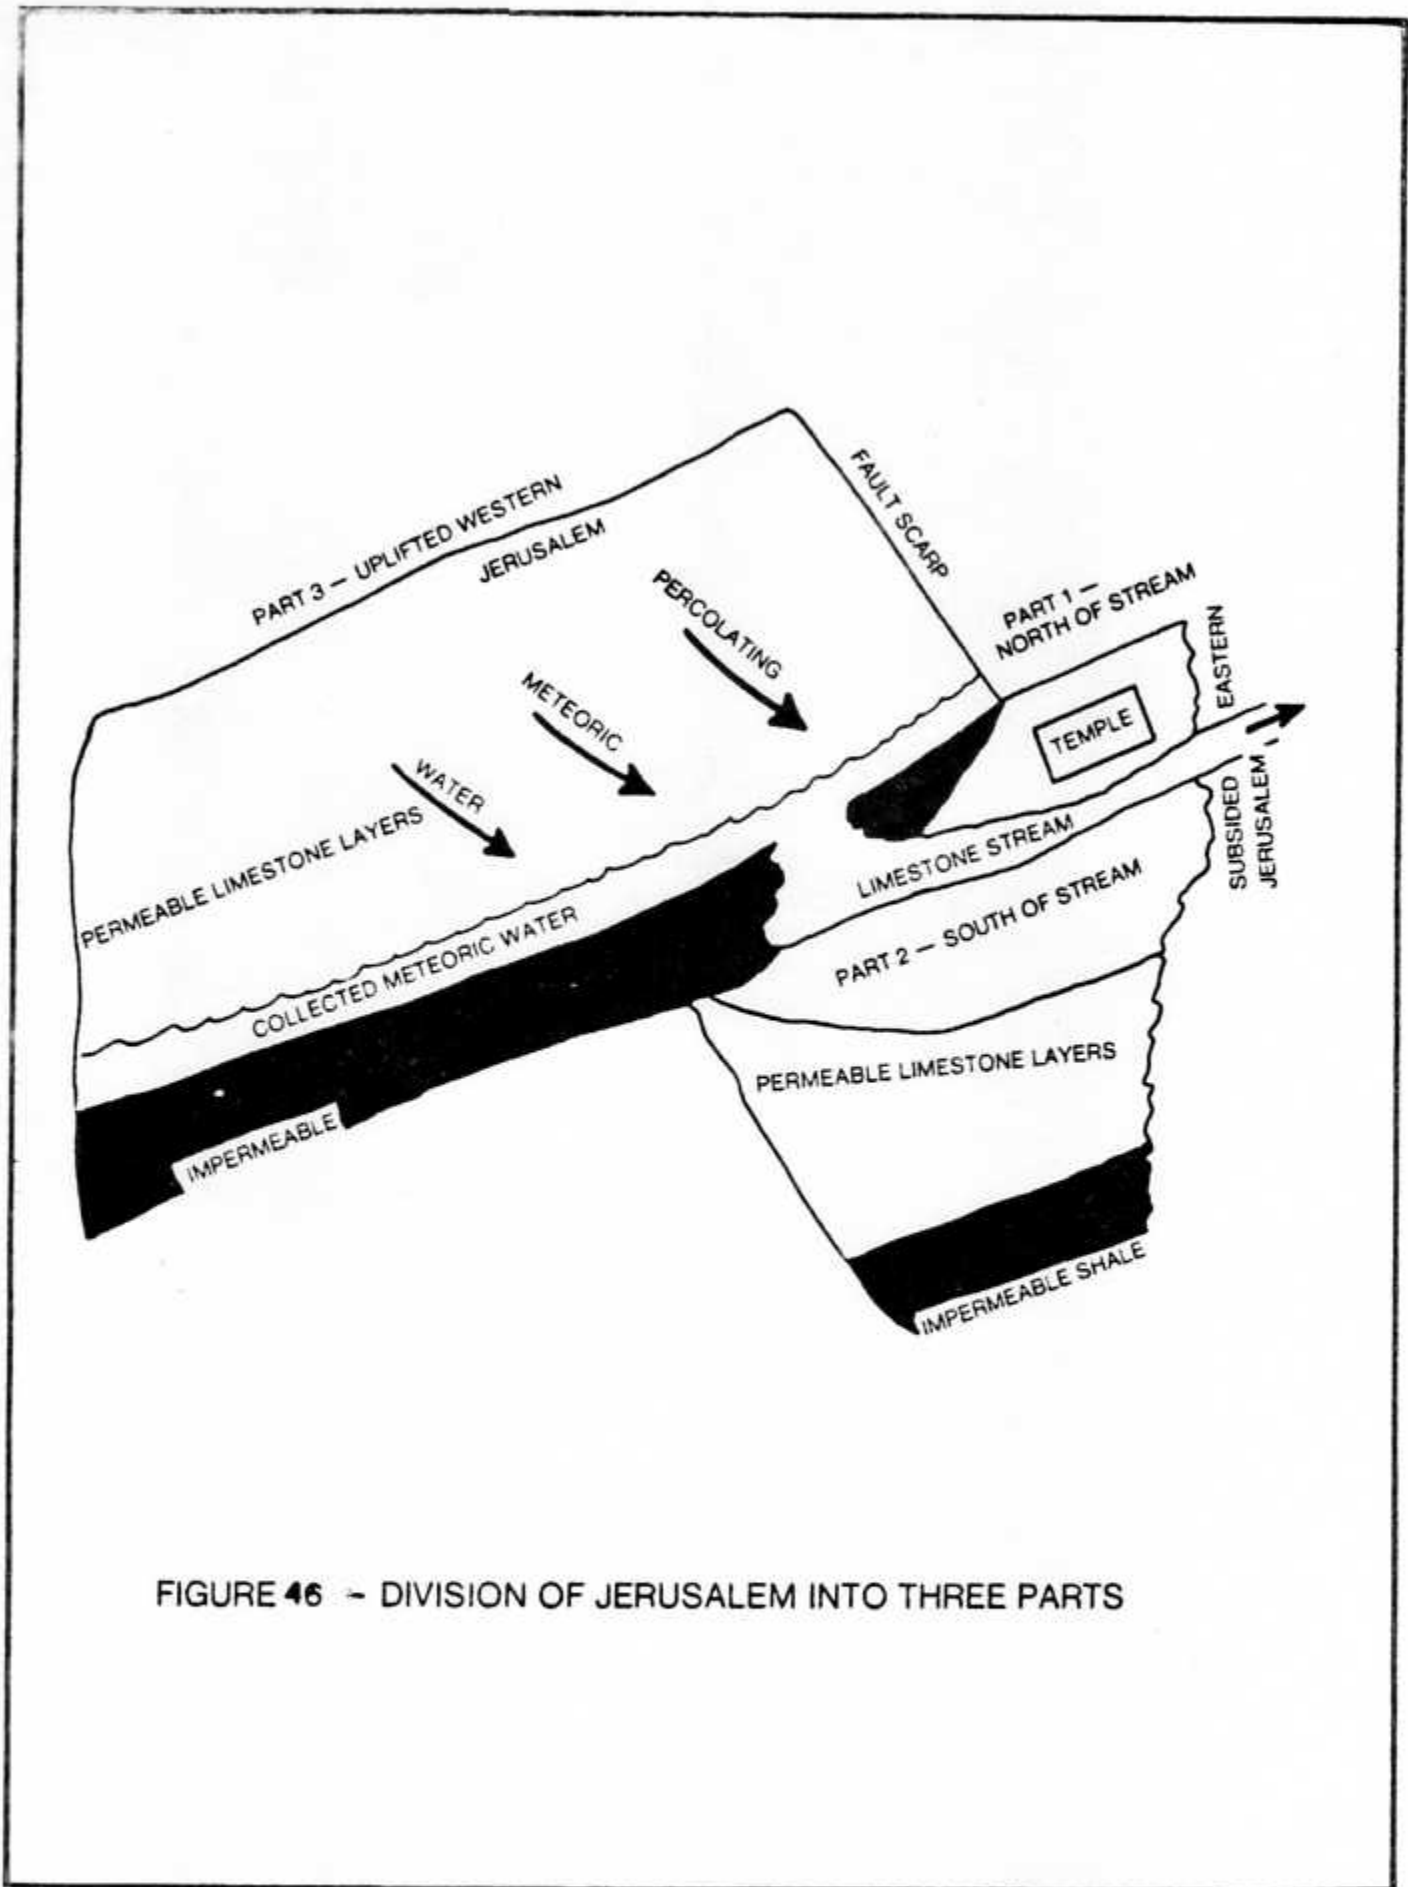 PART 3 – UPLIFTED WESTERN
JERUSALEM
FAULT SCARP
PERCOLATING
METEORIC
WATER
PART 1 –
NORTH OF STREAM
EASTERN
TEMPLE
PERMEABLE LIMESTONE LAYERS
LIMESTONE STREAM
SUBSIDED
JERUSALEM
COLLECTED METEORIC WATER
PART 2 – SOUTH OF STREAM
PERMEABLE LIMESTONE LAYERS
IMPERMEABLE
IMPERMEABLE SHALE
FIGURE 46 – DIVISION OF JERUSALEM INTO THREE PARTS